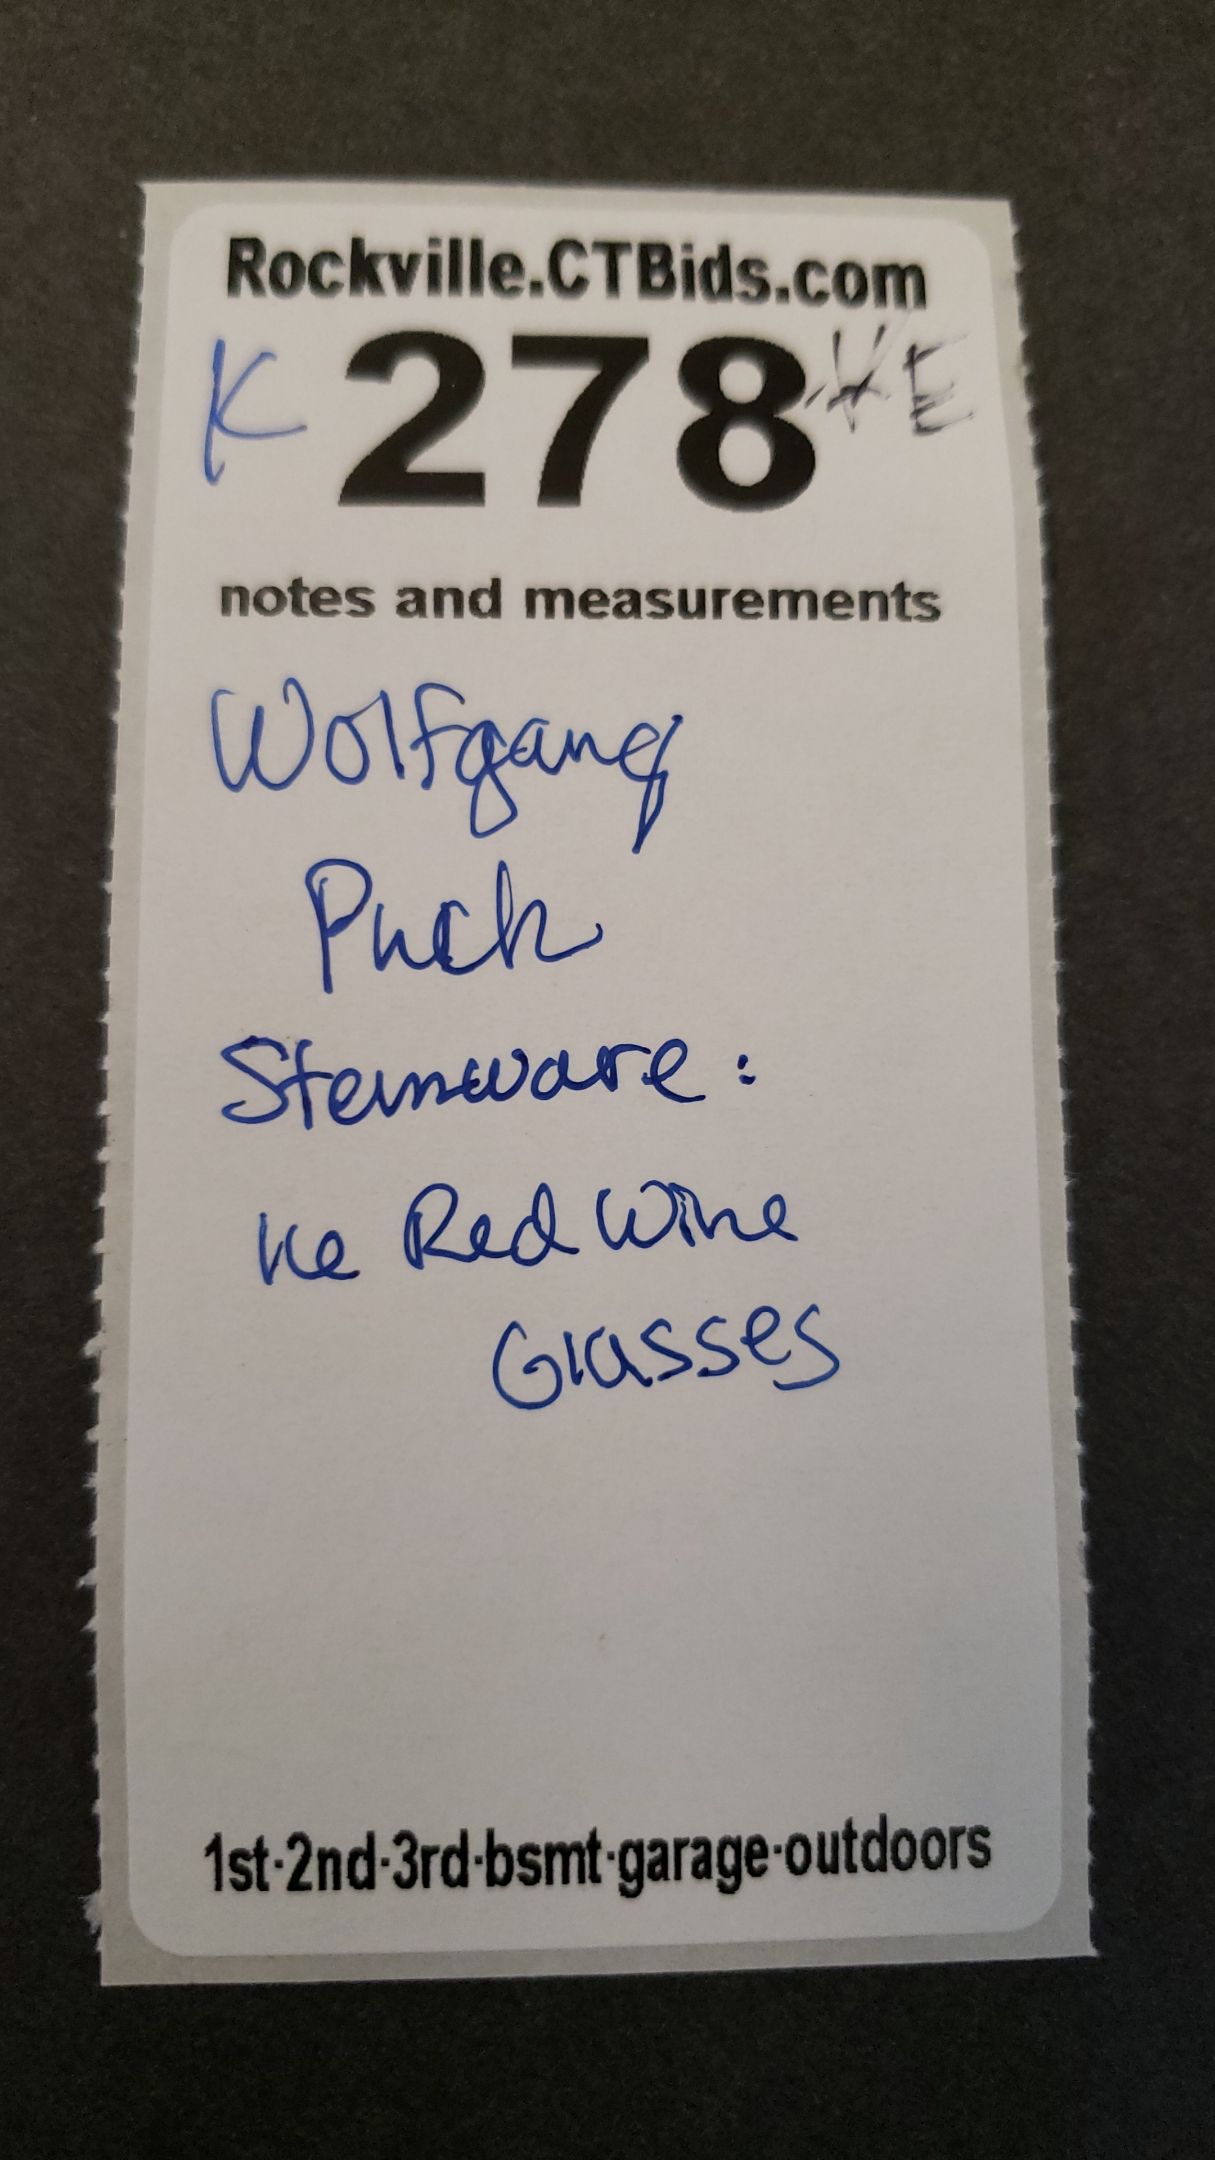 Rockville.CTBids.com
K 278 KE
notes and measurements
Wolfgang
Puck
Stemware:
Red Wine
Glasses
1st·2nd·3rd·bsmt·garage·outdoors